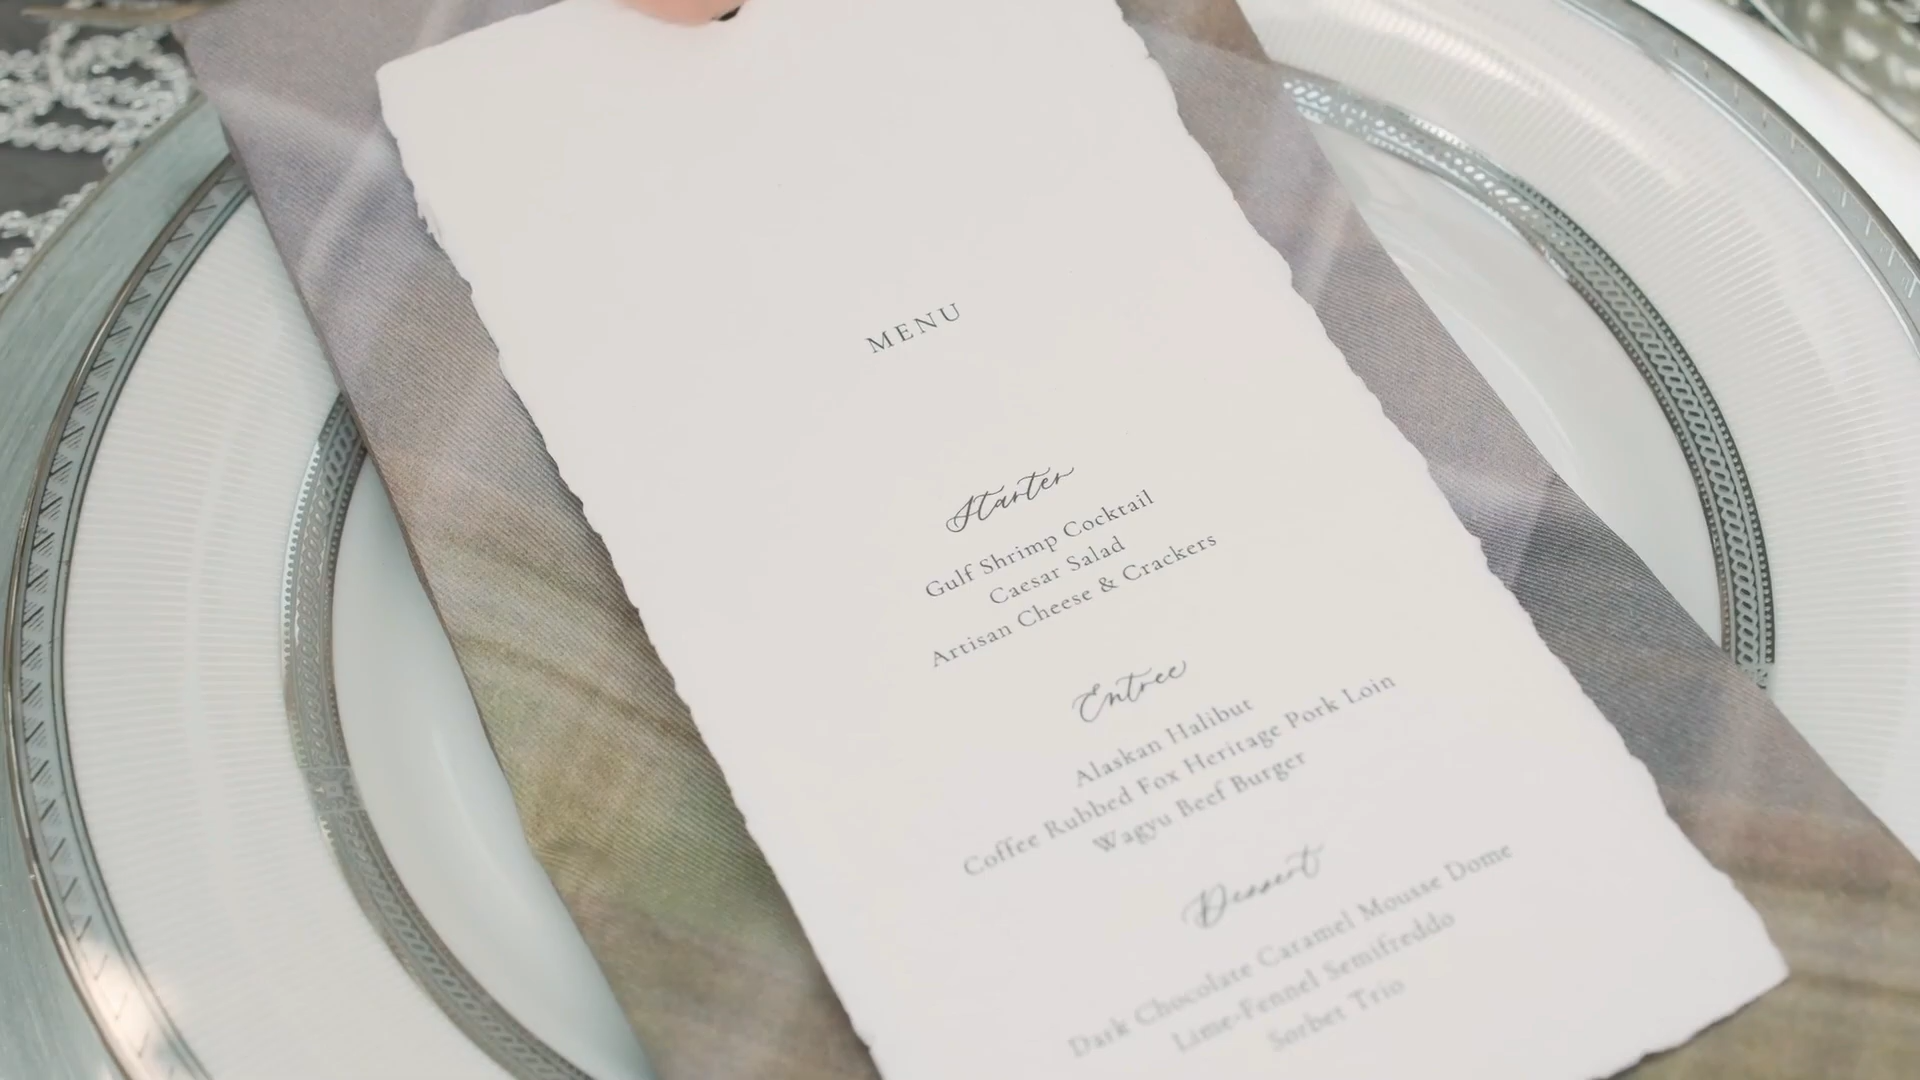 MENU
Starter
Gulf Shrimp Cocktail
Caesar Salad
Artisan Cheese & Crackers
Entree
Alaskan Halibut
Coffee Rubbed Fox Heritage Pork Loin
Wagyu Beef Burger
Dessert
Dark Chocolate Caramel Mousse Dome
Lime-Fennel Semifreddo
Sorbet Trio